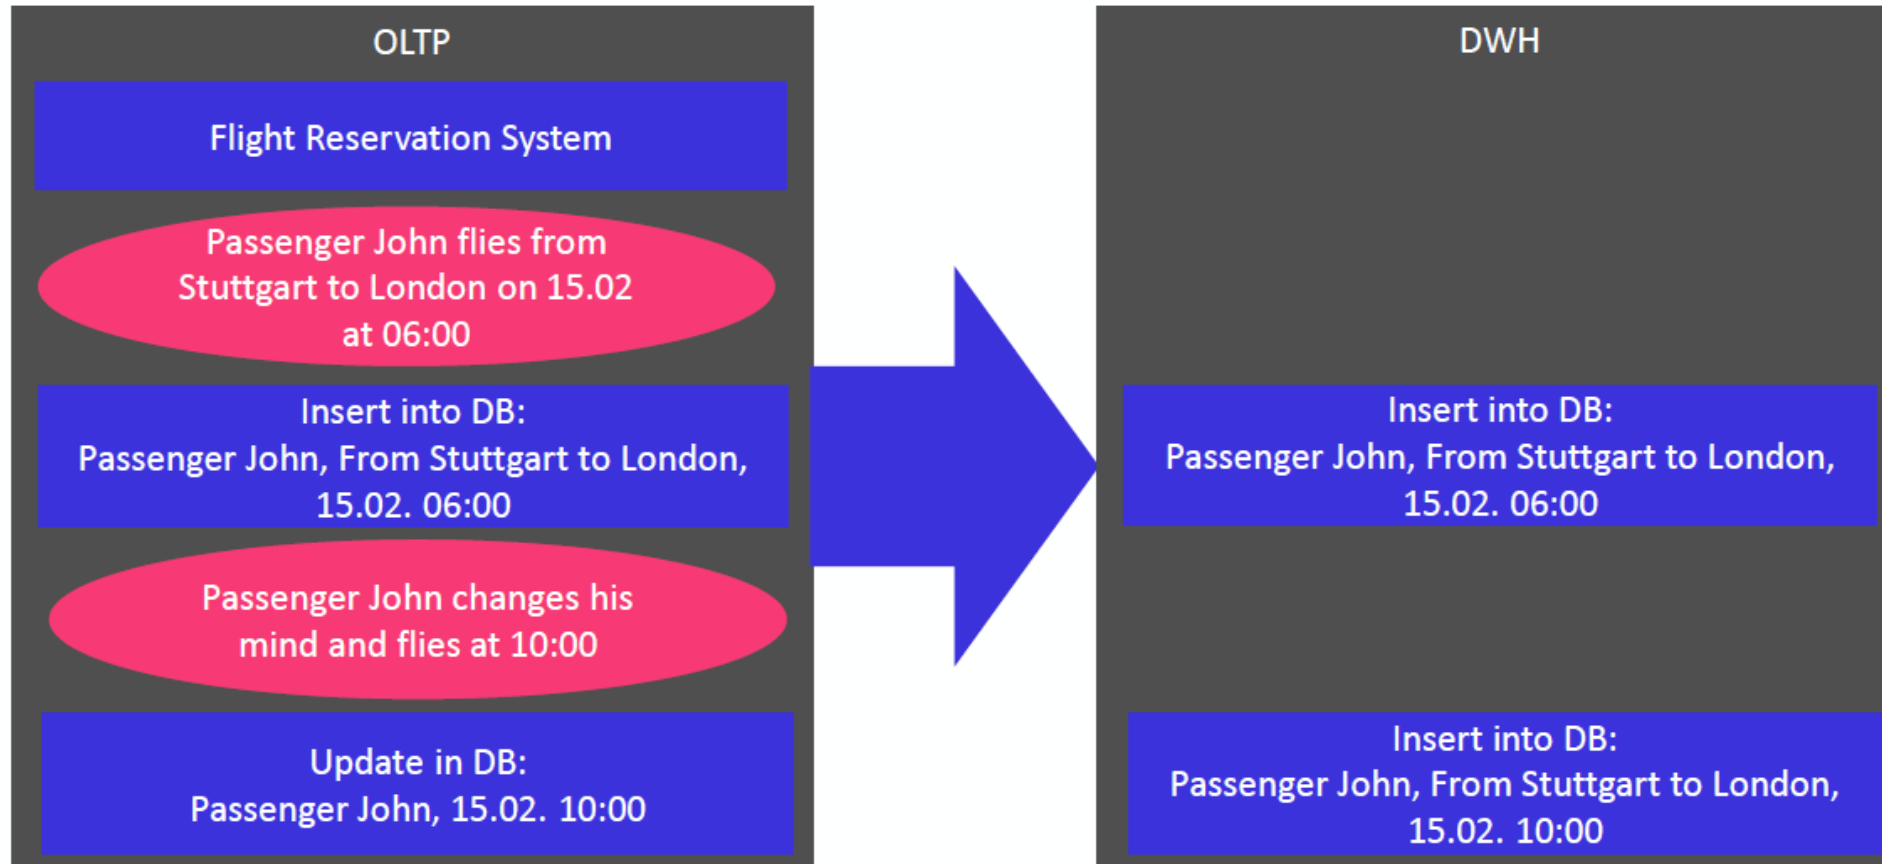 OLTP
Flight Reservation System
Passenger John flies from
Stuttgart to London on 15.02
at 06:00
Insert into DB:
Passenger John, From Stuttgart to London,
15.02. 06:00
Passenger John changes his
mind and flies at 10:00
Update in DB:
Passenger John, 15.02. 10:00
DWH
Insert into DB:
Passenger John, From Stuttgart to London,
15.02. 06:00
Insert into DB:
Passenger John, From Stuttgart to London,
15.02. 10:00